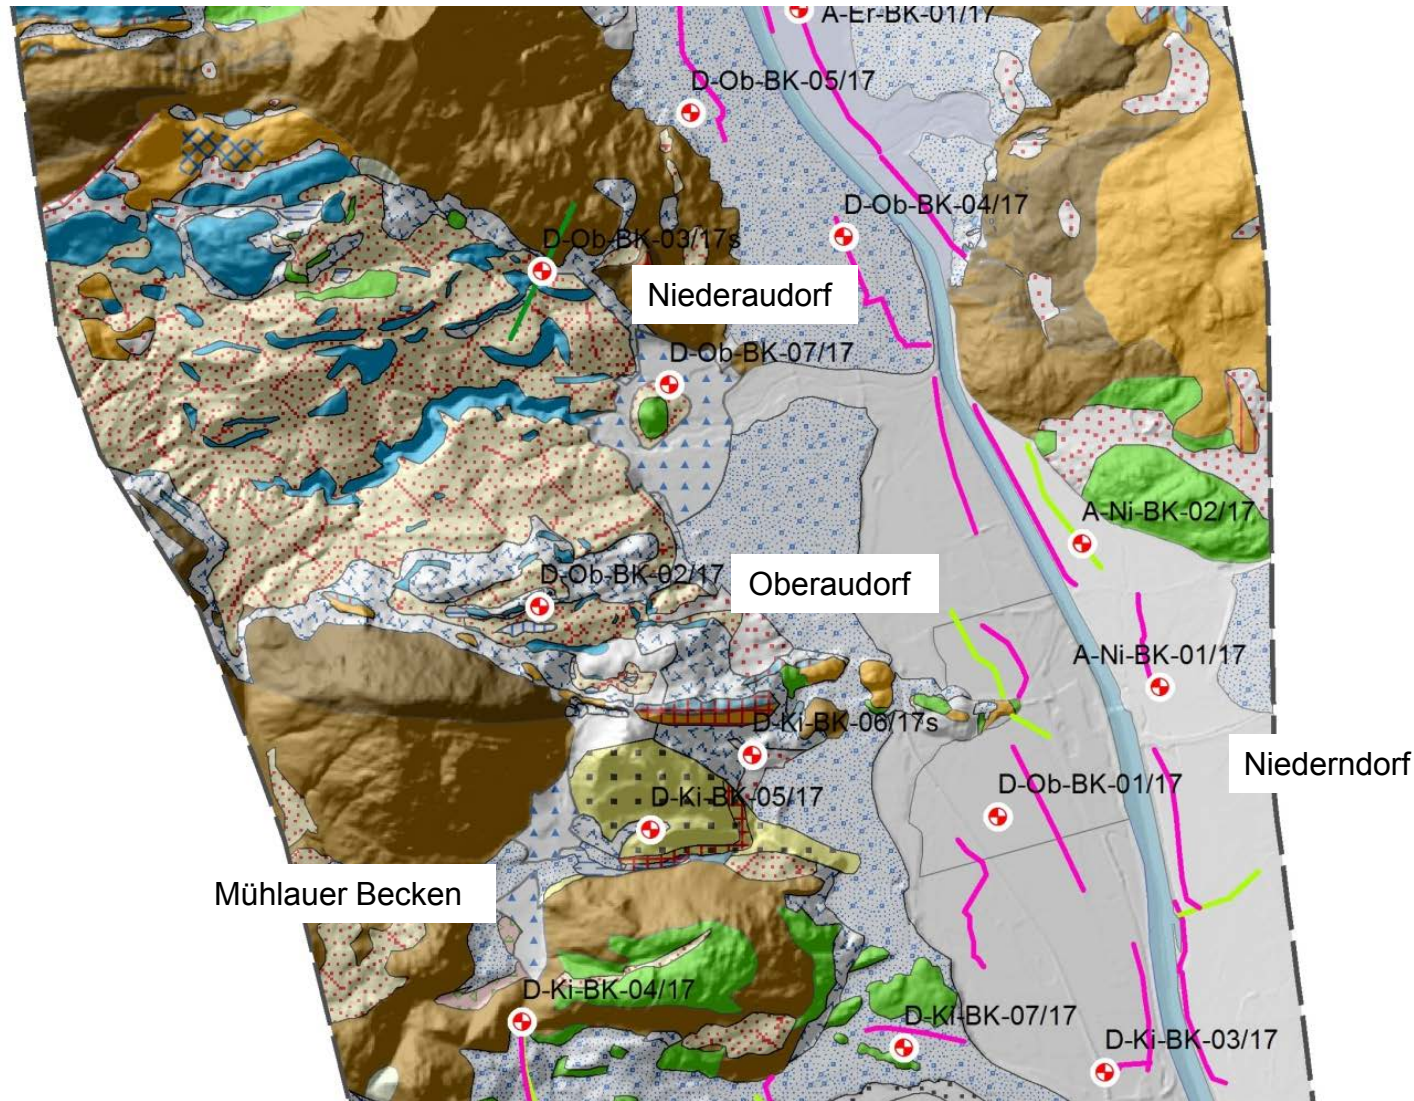 A-Er-BK-01/17
D-Ob-BK-05/17
D-Ob-BK-04/17
D-Ob-BK-03/17s
Niederaudorf
D-Ob-BK-07/17
A-Ni-BK-02/17
D-Ob-BK-02/17
Oberaudorf
A-Ni-BK-01/17
D-Ki-BK-06/17s
Niederndorf
D-Ob-BK-01/17
D-Ki-BK-05/17
Mühlauer Becken
D-Ki-BK-04/17
D-Ki-BK-07/17
D-Ki-BK-03/17